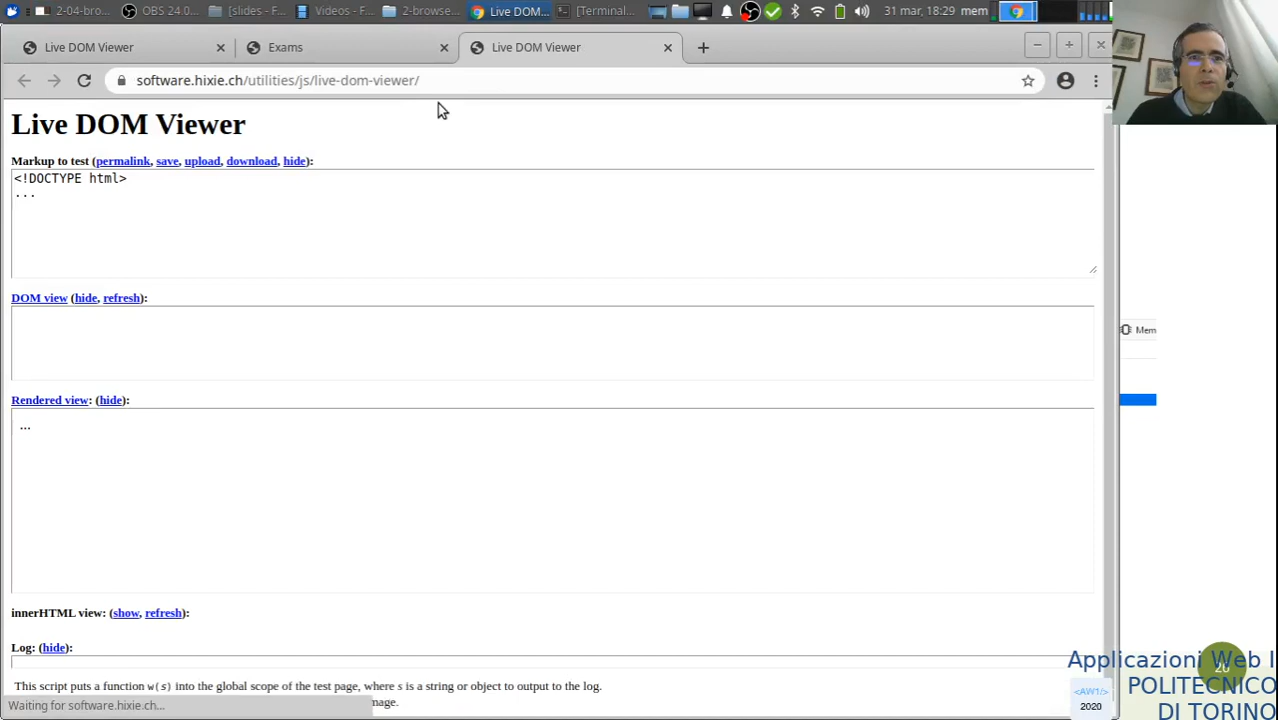 2-04-bro...
OBS 24.0...
[slides - F...
Videos - F...
2-browse...
Live DOM...
[Terminal...
31 mar, 18:29
mem
Live DOM Viewer
Exams
Live DOM Viewer
software.hixie.ch/utilities/js/live-dom-viewer/
Live DOM Viewer
Markup to test (permalink, save, upload, download, hide):
<!DOCTYPE html>
...
DOM view (hide, refresh):
Mem
Rendered view: (hide):
...
innerHTML view: (show, refresh):
Log: (hide):
This script puts a function w(s) into the global scope of the test page, where s is a string or object to output to the log.
mage.
Waiting for software.hixie.ch...
Applicazioni Web I
POLITECNICO
DI TORINO
<AW1/>
2020